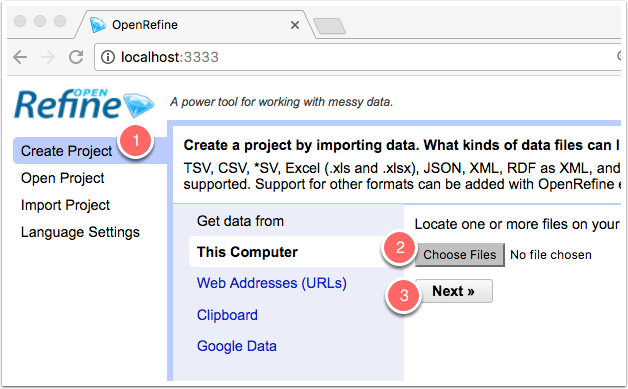 OpenRefine
localhost:3333
OPEN
Refine
A power tool for working with messy data.
1
Create Project
Open Project
Import Project
Language Settings
Create a project by importing data. What kinds of data files can I
TSV, CSV, *SV, Excel (.xls and .xlsx), JSON, XML, RDF as XML, and
supported. Support for other formats can be added with OpenRefine e
Get data from
This Computer
Web Addresses (URLs)
Clipboard
Google Data
Locate one or more files on your
2
Choose Files No file chosen
3
Next »